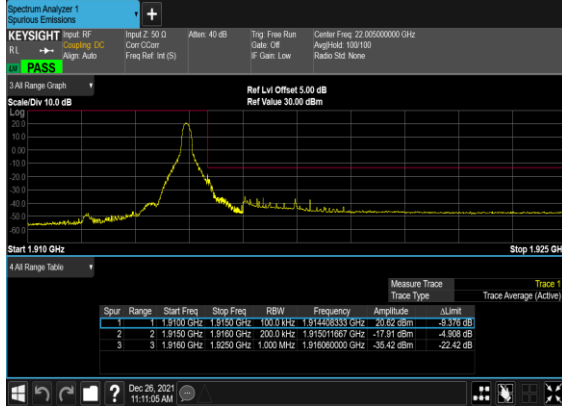 Spectrum Analyzer 1
Spurious Emissions
+
KEYSIGHT Input: RF Input Z: 50 Ω Atten: 40 dB Trig: Free Run Center Freq: 22.005000000 GHz
RL Coupling: DC Corr CCorr Gate: Off Avg|Hold: 100/100
Align: Auto Freq Ref: Int (S) IF Gain: Low Radio Std: None
PASS
3 All Range Graph
Ref Lvl Offset 5.00 dB
Scale/Div 10.0 dB Ref Value 30.00 dBm
Log
20.0
10.0
0.00
-10.0
-20.0
-30.0
-40.0
-50.0
-60.0
Start 1.910 GHz Stop 1.925 GH
4 All Range Table
Measure Trace Trace 1
Trace Type Trace Average (Active)
Spur Range Start Freq Stop Freq RBW Frequency Amplitude ΔLimit
1 1 1.9100 GHz 1.9150 GHz 100.0 kHz 1.914408333 GHz 20.62 dBm -9.376 dB
2 2 1.9150 GHz 1.9160 GHz 200.0 kHz 1.915011667 GHz -17.91 dBm -4.908 dB
3 3 1.9160 GHz 1.9250 GHz 1.000 MHz 1.916060000 GHz -35.42 dBm -22.42 dB
? Dec 26, 2021
11:11:05 AM